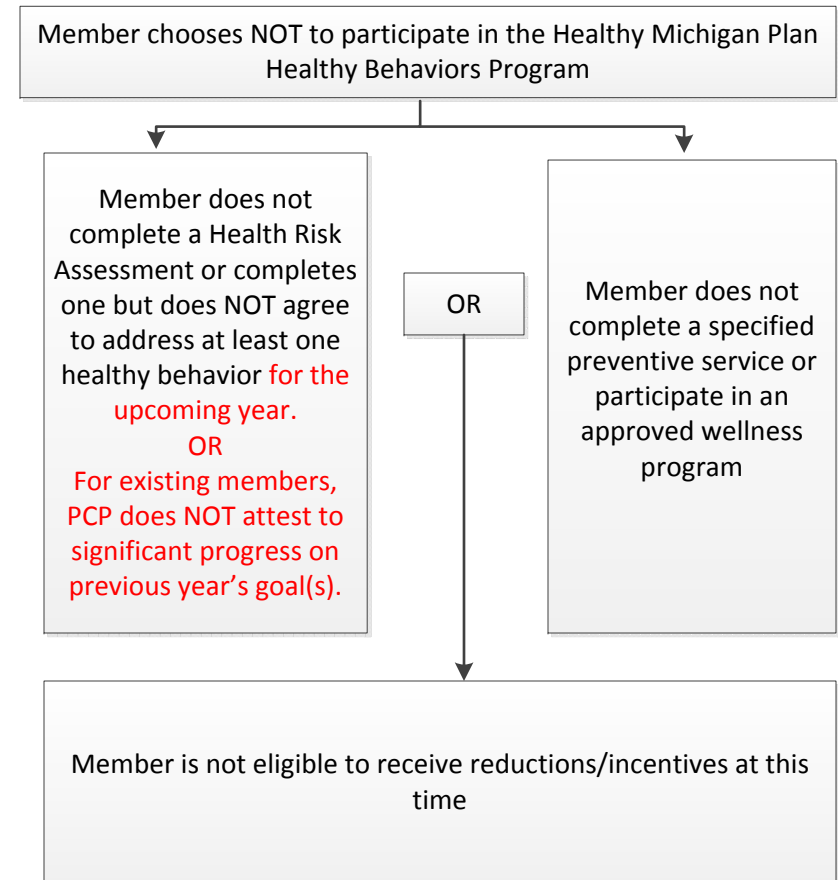 Member chooses NOT to participate in the Healthy Michigan Plan
Healthy Behaviors Program
Member does not
complete a Health Risk
Assessment or completes
one but does NOT agree
to address at least one
healthy behavior for the
upcoming year.
OR
For existing members,
PCP does NOT attest to
significant progress on
previous year’s goal(s).
OR
Member does not
complete a specified
preventive service or
participate in an
approved wellness
program
Member is not eligible to receive reductions/incentives at this
time